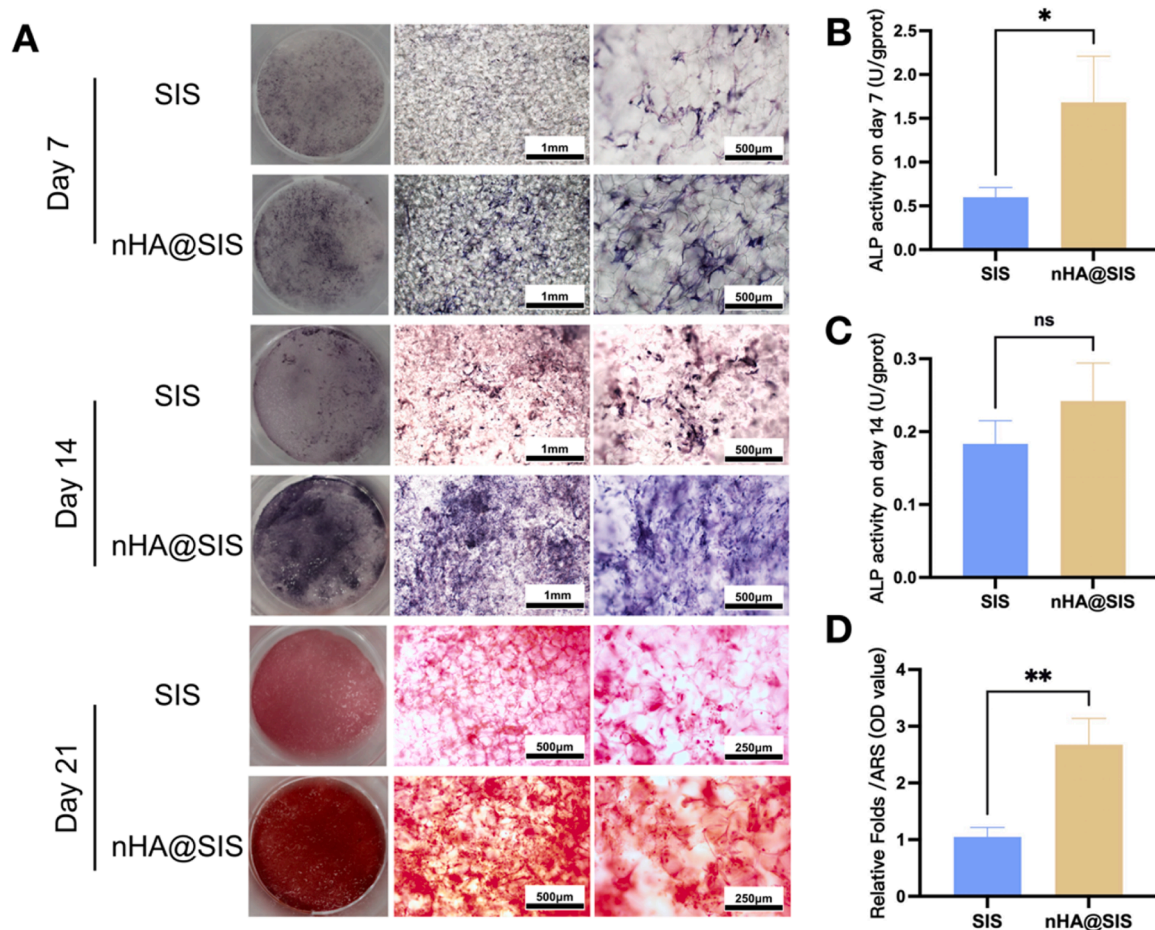 A
Day 7
SIS
1mm
500μm
nHA@SIS
1mm
500μm
Day 14
SIS
1mm
500μm
nHA@SIS
1mm
500μm
Day 21
SIS
500μm
250μm
nHA@SIS
500μm
250μm
B
ALP activity on day 7 (U/gprot)
2.5
2.0
1.5
1.0
0.5
0.0
*
SIS
nHA@SIS
C
ALP activity on day 14 (U/gprot)
0.3
0.2
0.1
0.0
ns
SIS
nHA@SIS
D
Relative Folds /ARS (OD value)
4
3
2
1
0
**
SIS
nHA@SIS